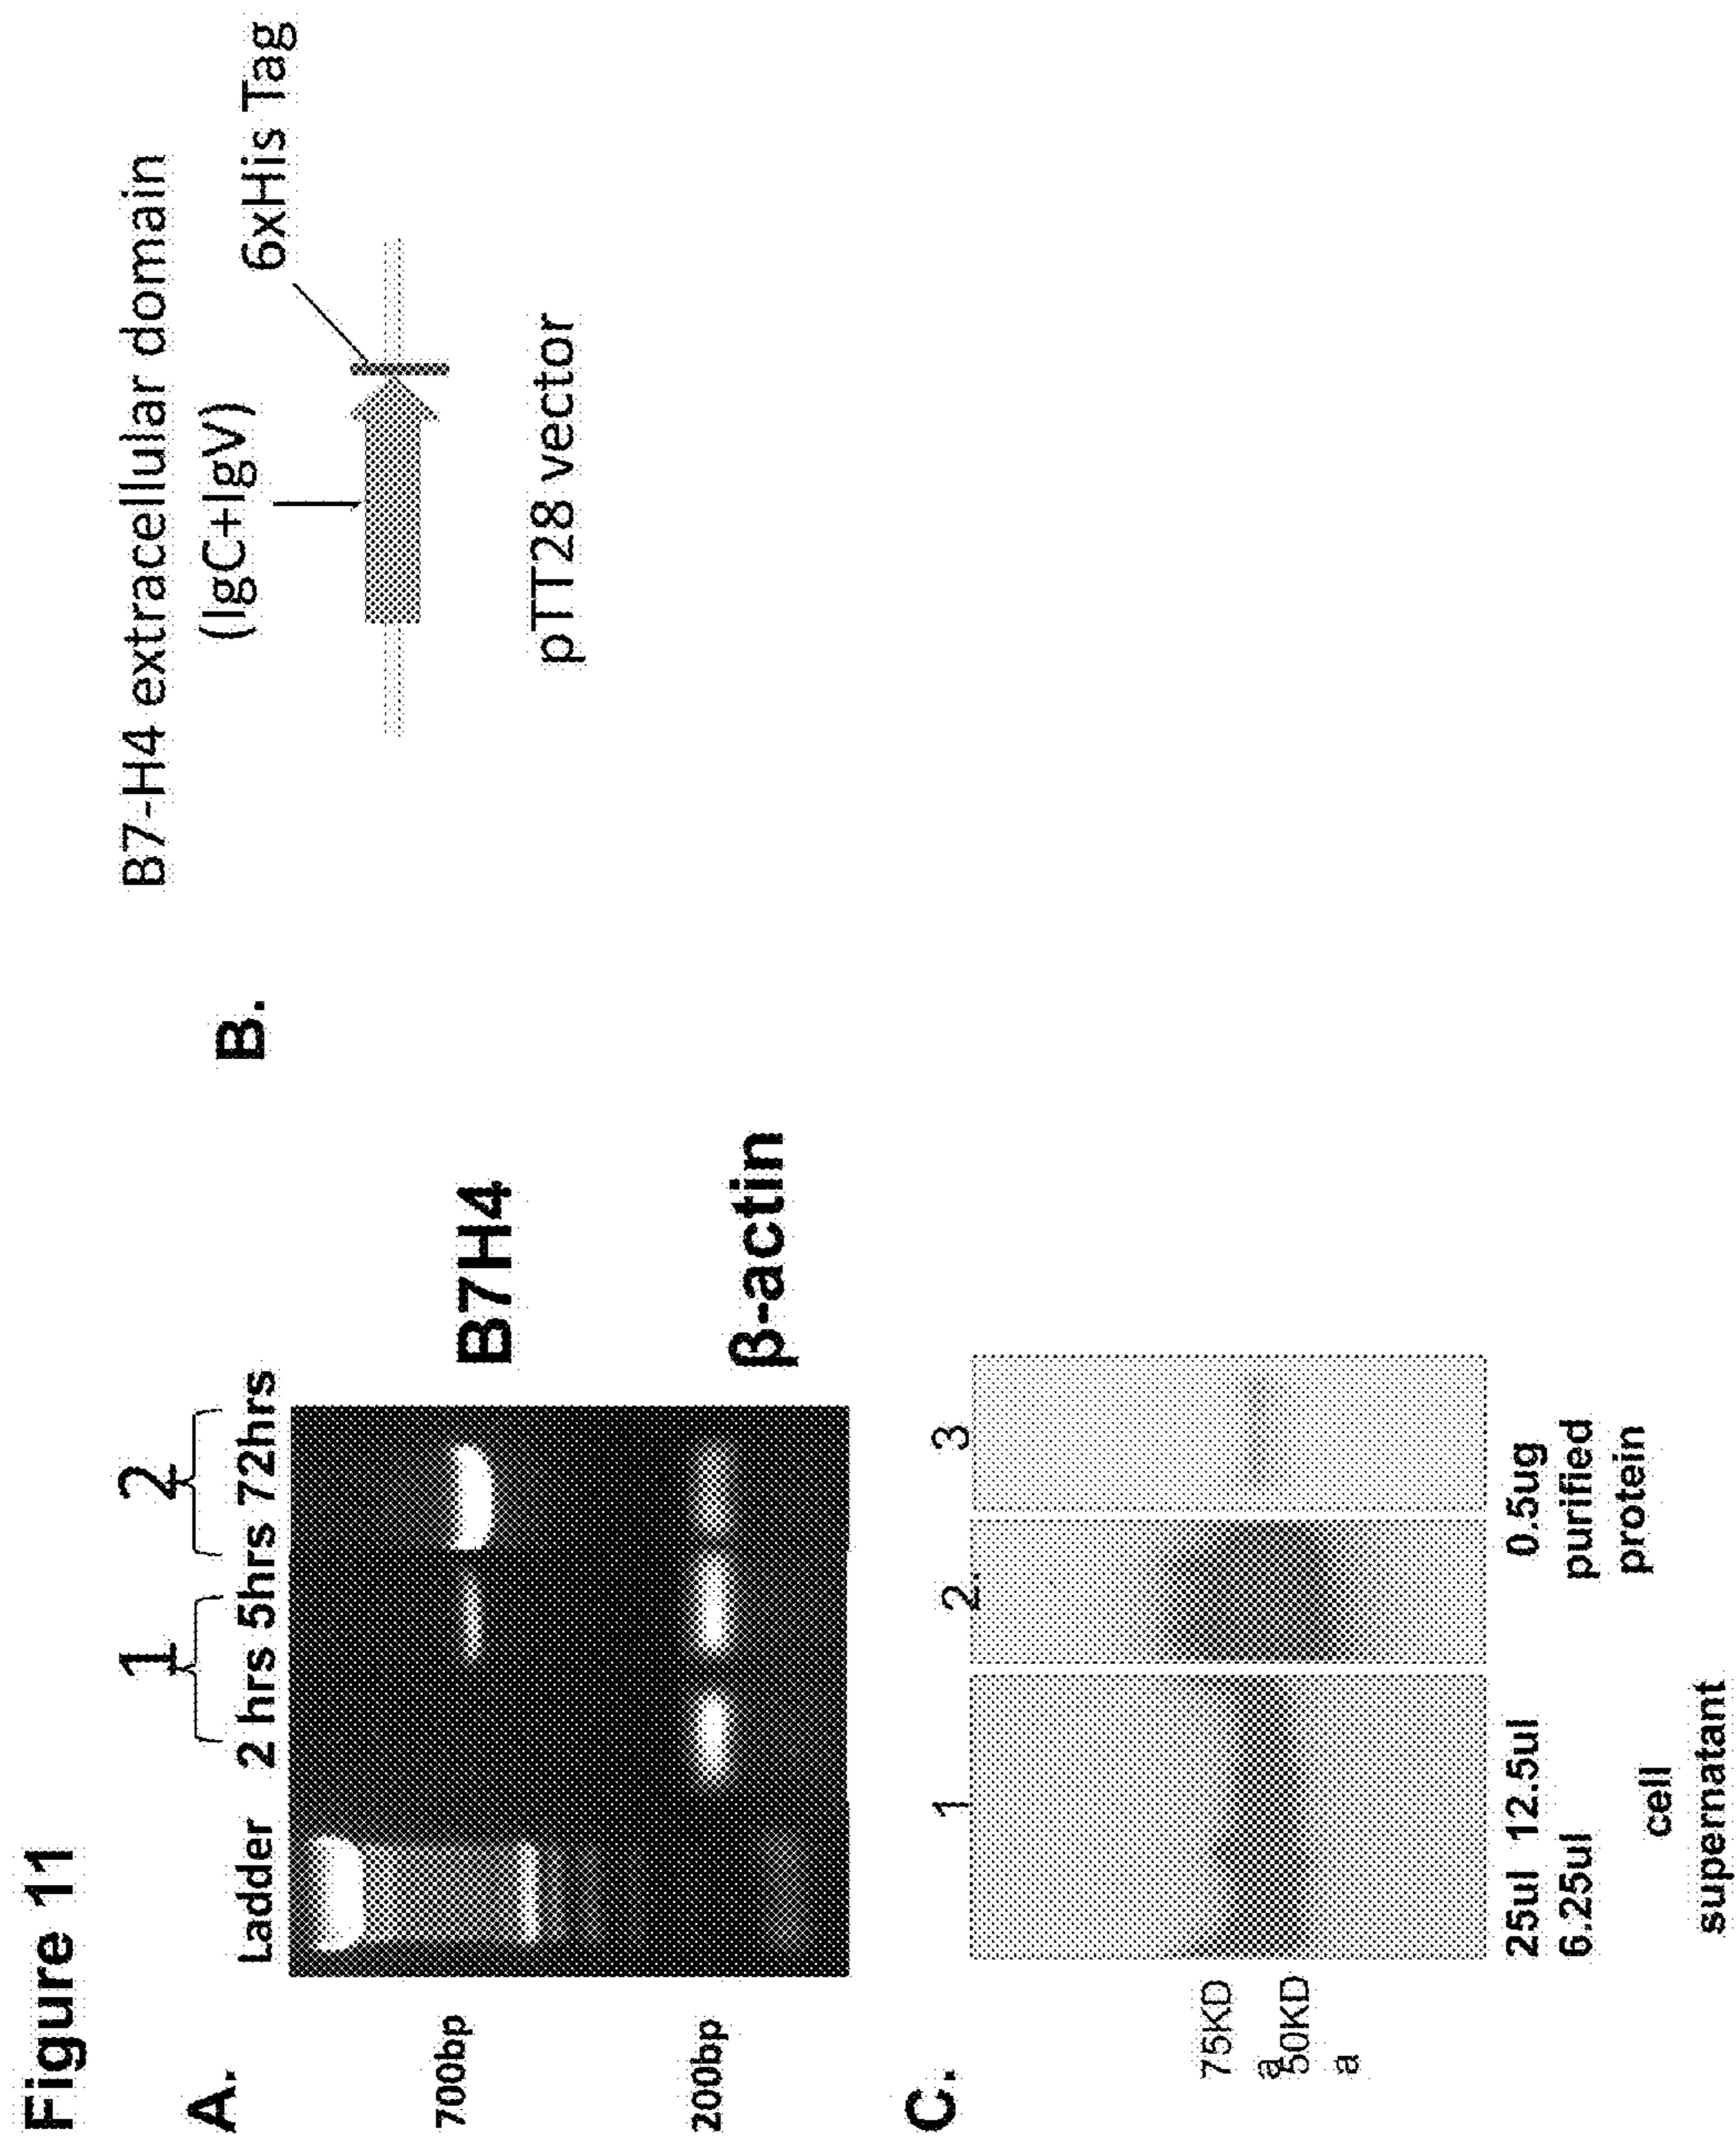 Figure 11
A.
1
2
Ladder 2 hrs 5hrs 72hrs
700bp
B7H4
200bp
β-actin
B.
B7-H4 extracellular domain
(IgC+IgV)
6xHis Tag
pTT28 vector
C.
1
2.
3
75KD
a
50KD
a
25ul 12.5ul
6.25ul
cell
supernatant
0.5ug
purified
protein